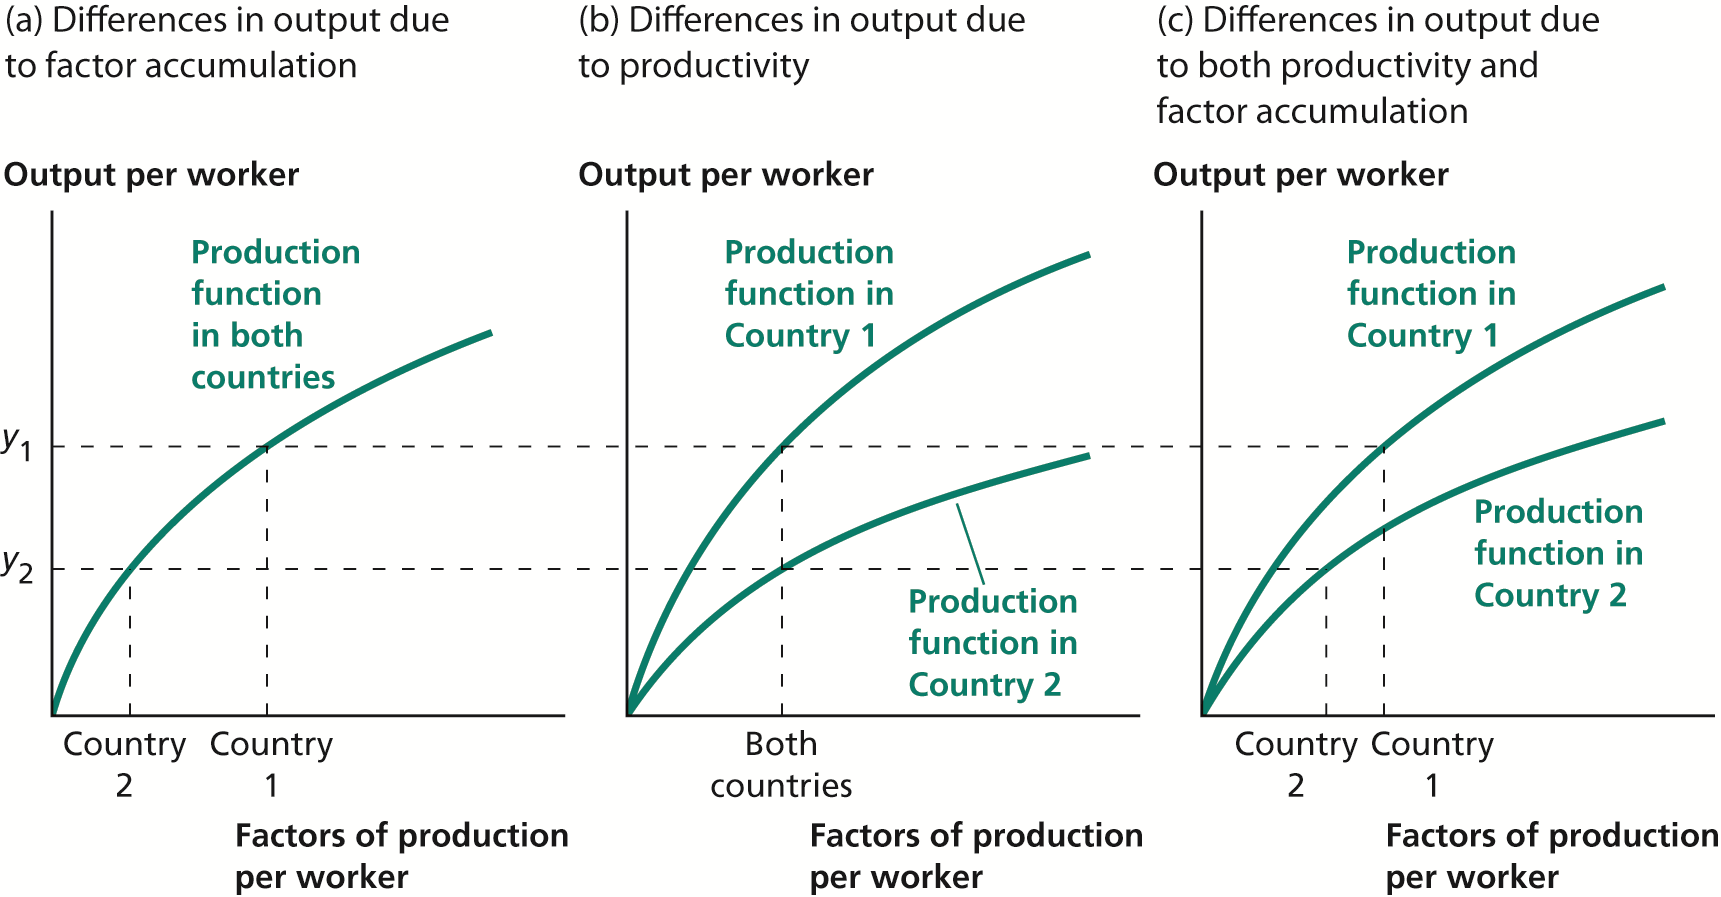 (a) Differences in output due
to factor accumulation
Output per worker
Production
function
in both
countries
y1
y2
Country
2
Country
1
Factors of production
per worker
(b) Differences in output due
to productivity
Output per worker
Production
function in
Country 1
Production
function in
Country 2
Both
countries
Factors of production
per worker
(c) Differences in output due
to both productivity and
factor accumulation
Output per worker
Production
function in
Country 1
Production
function in
Country 2
Country
2
Country
1
Factors of production
per worker